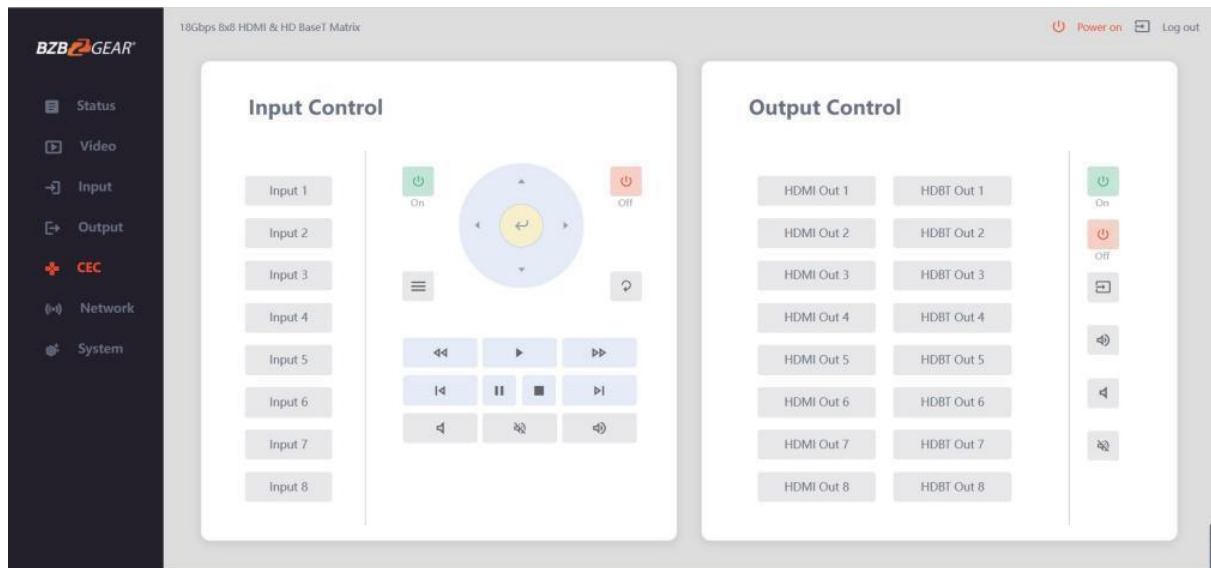 18Gbps 8x8 HDMI & HD BaseT Matrix
Power on
Log out
BZBGEAR
Status
Video
Input
Output
CEC
Network
System
Input Control
Input 1
Input 2
Input 3
Input 4
Input 5
Input 6
Input 7
Input 8
On
Off
Output Control
HDMI Out 1 HDBT Out 1
HDMI Out 2 HDBT Out 2
HDMI Out 3 HDBT Out 3
HDMI Out 4 HDBT Out 4
HDMI Out 5 HDBT Out 5
HDMI Out 6 HDBT Out 6
HDMI Out 7 HDBT Out 7
HDMI Out 8 HDBT Out 8
On
Off